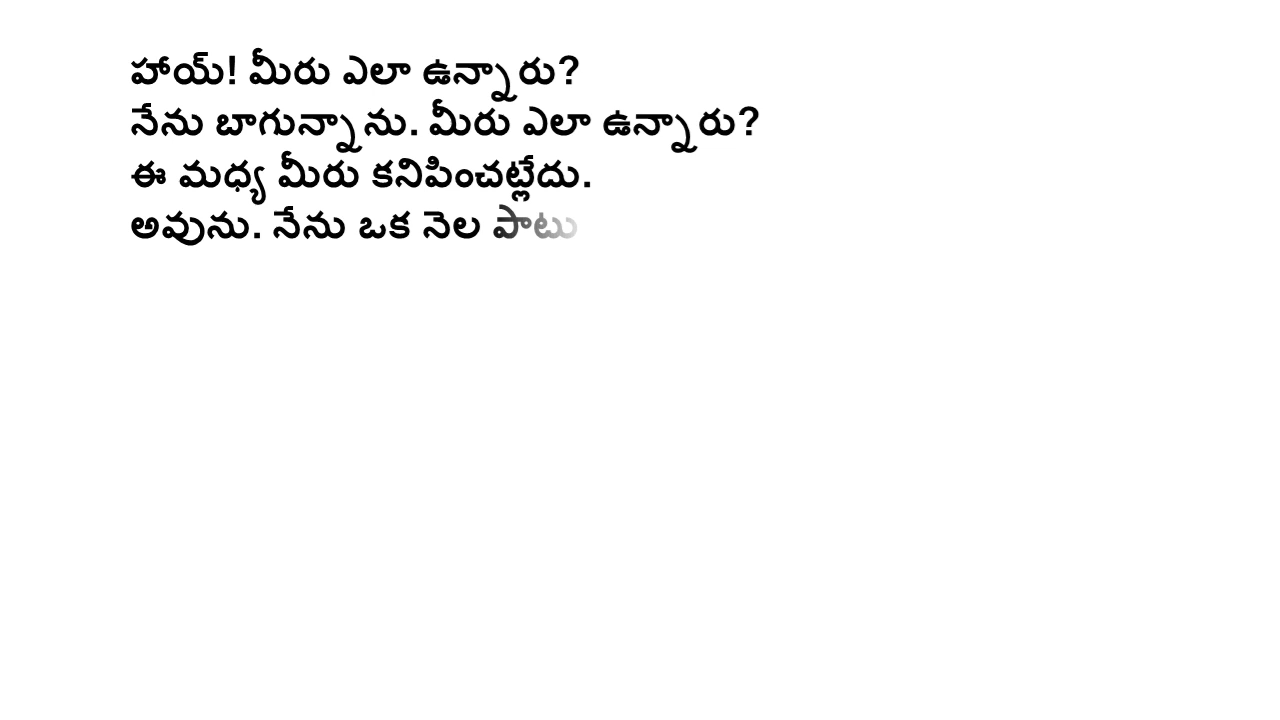 హాయ్! మీరు ఎలా ఉన్నారు?
నేను బాగున్నాను. మీరు ఎలా ఉన్నారు?
ఈ మధ్య మీరు కనిపించట్లేదు.
అవును. నేను ఒక నెల పాటు